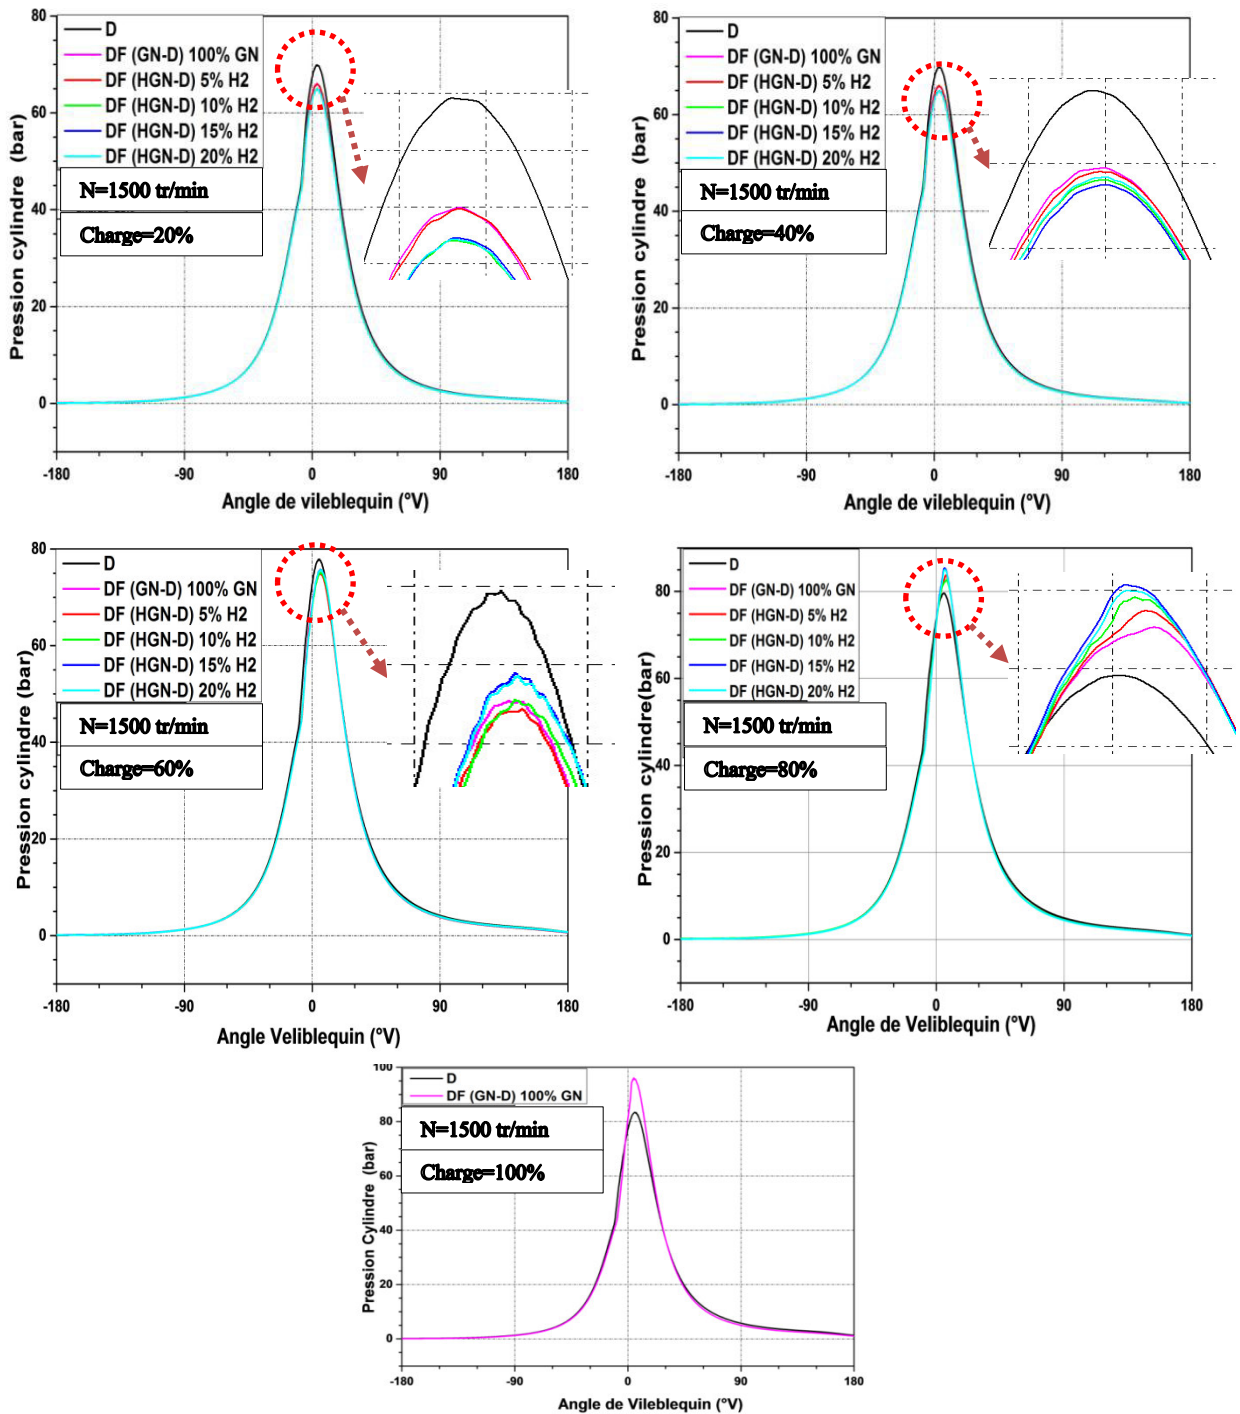 80
60
40
20
0
-180
-90
0
90
180
Pression cylindre (bar)
Angle de vileblequin (°V)
D
DF (GN-D) 100% GN
DF (HGN-D) 5% H2
DF (HGN-D) 10% H2
DF (HGN-D) 15% H2
DF (HGN-D) 20% H2
N=1500 tr/min
Charge=20%
80
60
40
20
0
-180
-90
0
90
180
Pression cylindre (bar)
Angle de vileblequin (°V)
D
DF (GN-D) 100% GN
DF (HGN-D) 5% H2
DF (HGN-D) 10% H2
DF (HGN-D) 15% H2
DF (HGN-D) 20% H2
N=1500 tr/min
Charge=40%
80
60
40
20
0
-180
-90
0
90
180
Pression cylindre (bar)
Angle Veliblequin (°V)
D
DF (GN-D) 100% GN
DF (HGN-D) 5% H2
DF (HGN-D) 10% H2
DF (HGN-D) 15% H2
DF (HGN-D) 20% H2
N=1500 tr/min
Charge=60%
80
60
40
20
0
-180
-90
0
90
180
Pression cylindre(bar)
Angle de Veliblequin (°V)
D
DF (GN-D) 100% GN
DF (HGN-D) 5% H2
DF (HGN-D) 10% H2
DF (HGN-D) 15% H2
DF (HGN-D) 20% H2
N=1500 tr/min
Charge=80%
100
80
60
40
20
0
-180
-90
0
90
180
Pression Cylindre (bar)
Angle de Vileblequin (°V)
D
DF (GN-D) 100% GN
N=1500 tr/min
Charge=100%